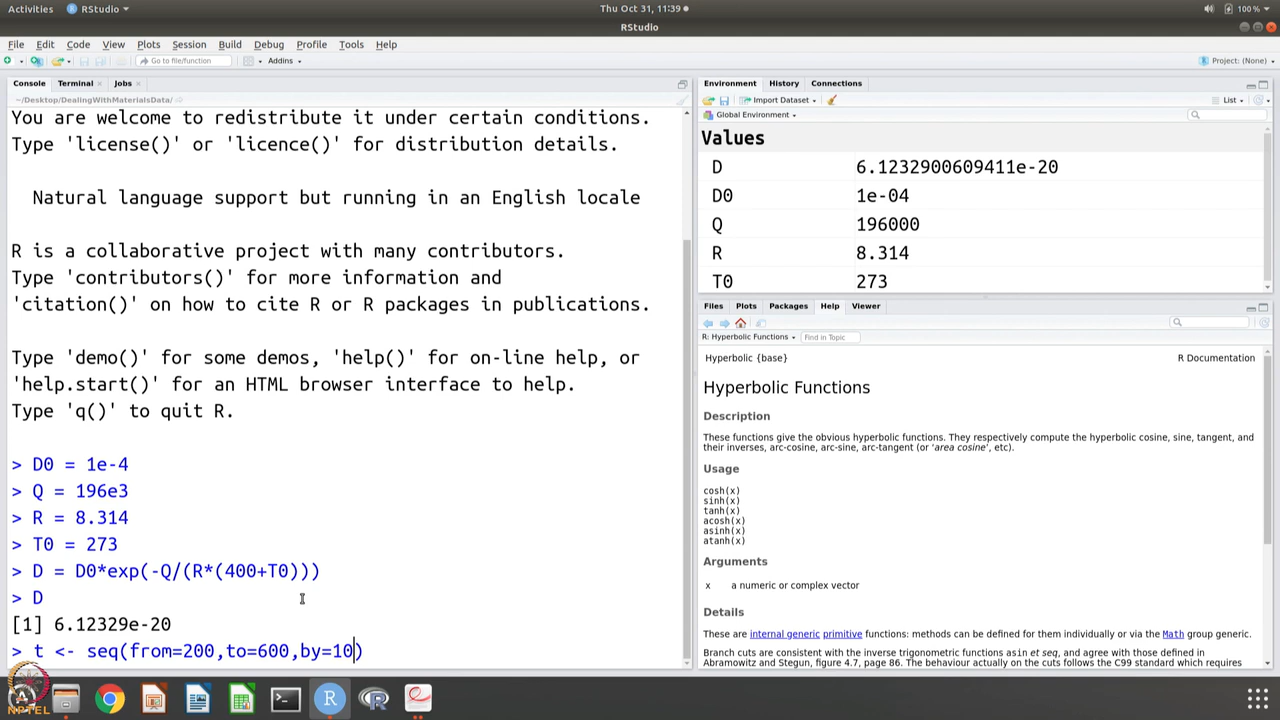 Activities RStudio Thu Oct 31, 11:39 100 %
RStudio
File Edit Code View Plots Session Build Debug Profile Tools Help
Go to file/function Addins Project: (None)
Console Terminal Jobs
~/Desktop/DealingWithMaterialsData/
You are welcome to redistribute it under certain conditions.
Type 'license()' or 'licence()' for distribution details.
Natural language support but running in an English locale
R is a collaborative project with many contributors.
Type 'contributors()' for more information and
'citation()' on how to cite R or R packages in publications.
Type 'demo()' for some demos, 'help()' for on-line help, or
'help.start()' for an HTML browser interface to help.
Type 'q()' to quit R.
> D0 = 1e-4
> Q = 196e3
> R = 8.314
> T0 = 273
> D = D0*exp(-Q/(R*(400+T0)))
> D
[1] 6.12329e-20
> t <- seq(from=200,to=600,by=10)
Environment History Connections
Import Dataset List
Global Environment
Values
D 6.1232900609411e-20
D0 1e-04
Q 196000
R 8.314
T0 273
Files Plots Packages Help Viewer
R: Hyperbolic Functions Find in Topic
Hyperbolic {base} R Documentation
Hyperbolic Functions
Description
These functions give the obvious hyperbolic functions. They respectively compute the hyperbolic cosine, sine, tangent, and
their inverses, arc-cosine, arc-sine, arc-tangent (or 'area cosine', etc).
Usage
cosh(x)
sinh(x)
tanh(x)
acosh(x)
asinh(x)
atanh(x)
Arguments
x a numeric or complex vector
Details
These are internal generic primitive functions: methods can be defined for them individually or via the Math group generic.
Branch cuts are consistent with the inverse trigonometric functions asin et seq, and agree with those defined in
Abramowitz and Stegun, figure 4.7, page 86. The behaviour actually on the cuts follows the C99 standard which requires
NPTEL